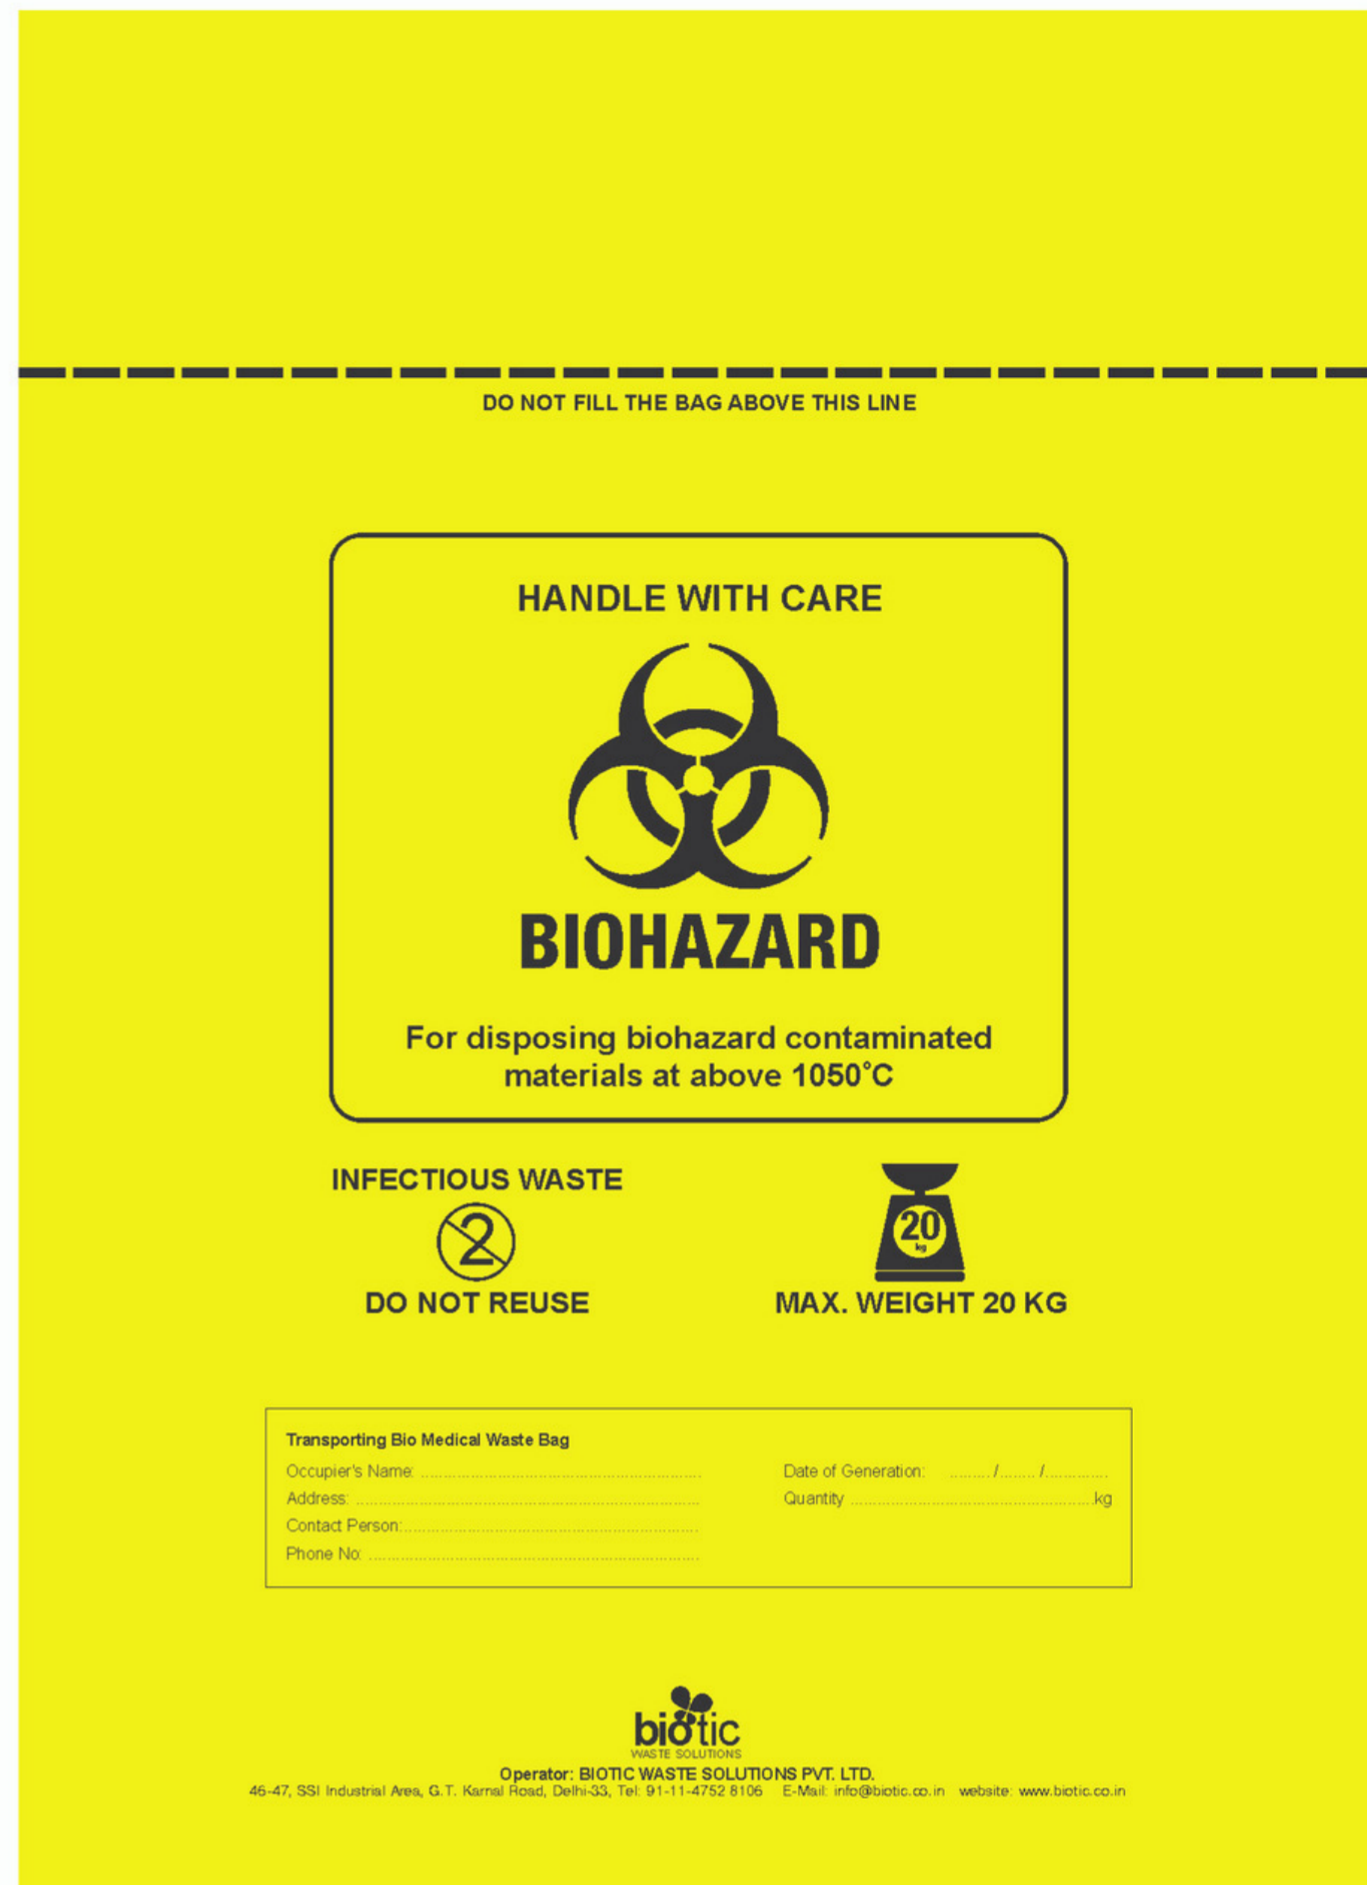 DO NOT FILL THE BAG ABOVE THIS LINE
HANDLE WITH CARE
BIOHAZARD
For disposing biohazard contaminated
materials at above 1050°C
INFECTIOUS WASTE
2
DO NOT REUSE
20
kg
MAX. WEIGHT 20 KG
Transporting Bio Medical Waste Bag
Occupier's Name: ..............................................................
Address: ............................................................................
Contact Person:.................................................................
Phone No: .........................................................................
Date of Generation: ........./......../..............
Quantity ......................................................kg
biotic
WASTE SOLUTIONS
Operator: BIOTIC WASTE SOLUTIONS PVT. LTD.
46-47, SSI Industrial Area, G.T. Karnal Road, Delhi-33, Tel: 91-11-4752 8106 E-Mail: info@biotic.co.in website: www.biotic.co.in